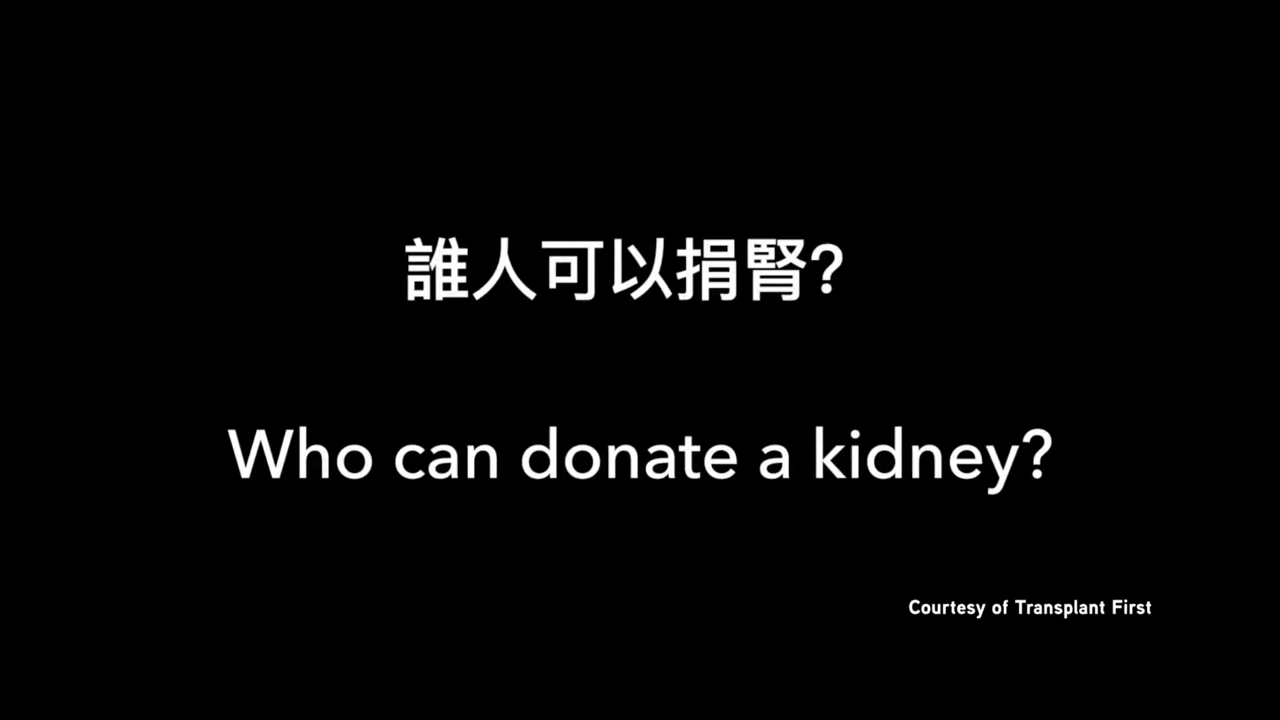 誰人可以捐腎?
Who can donate a kidney?
Courtesy of Transplant First